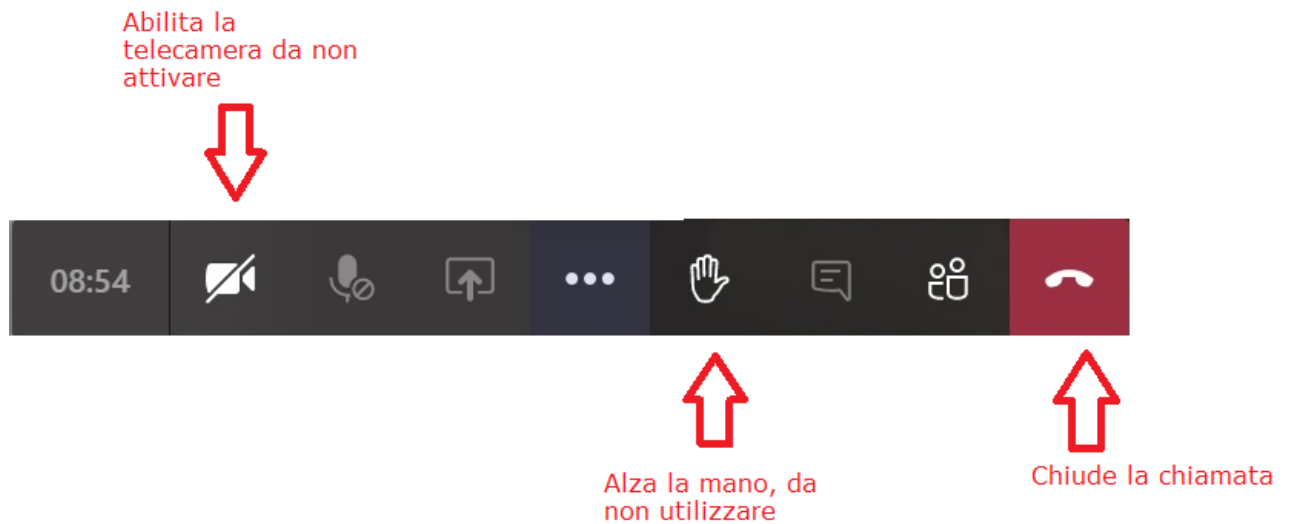 Abilita la
telecamera da non
attivare
08:54
Alza la mano, da
non utilizzare
Chiude la chiamata